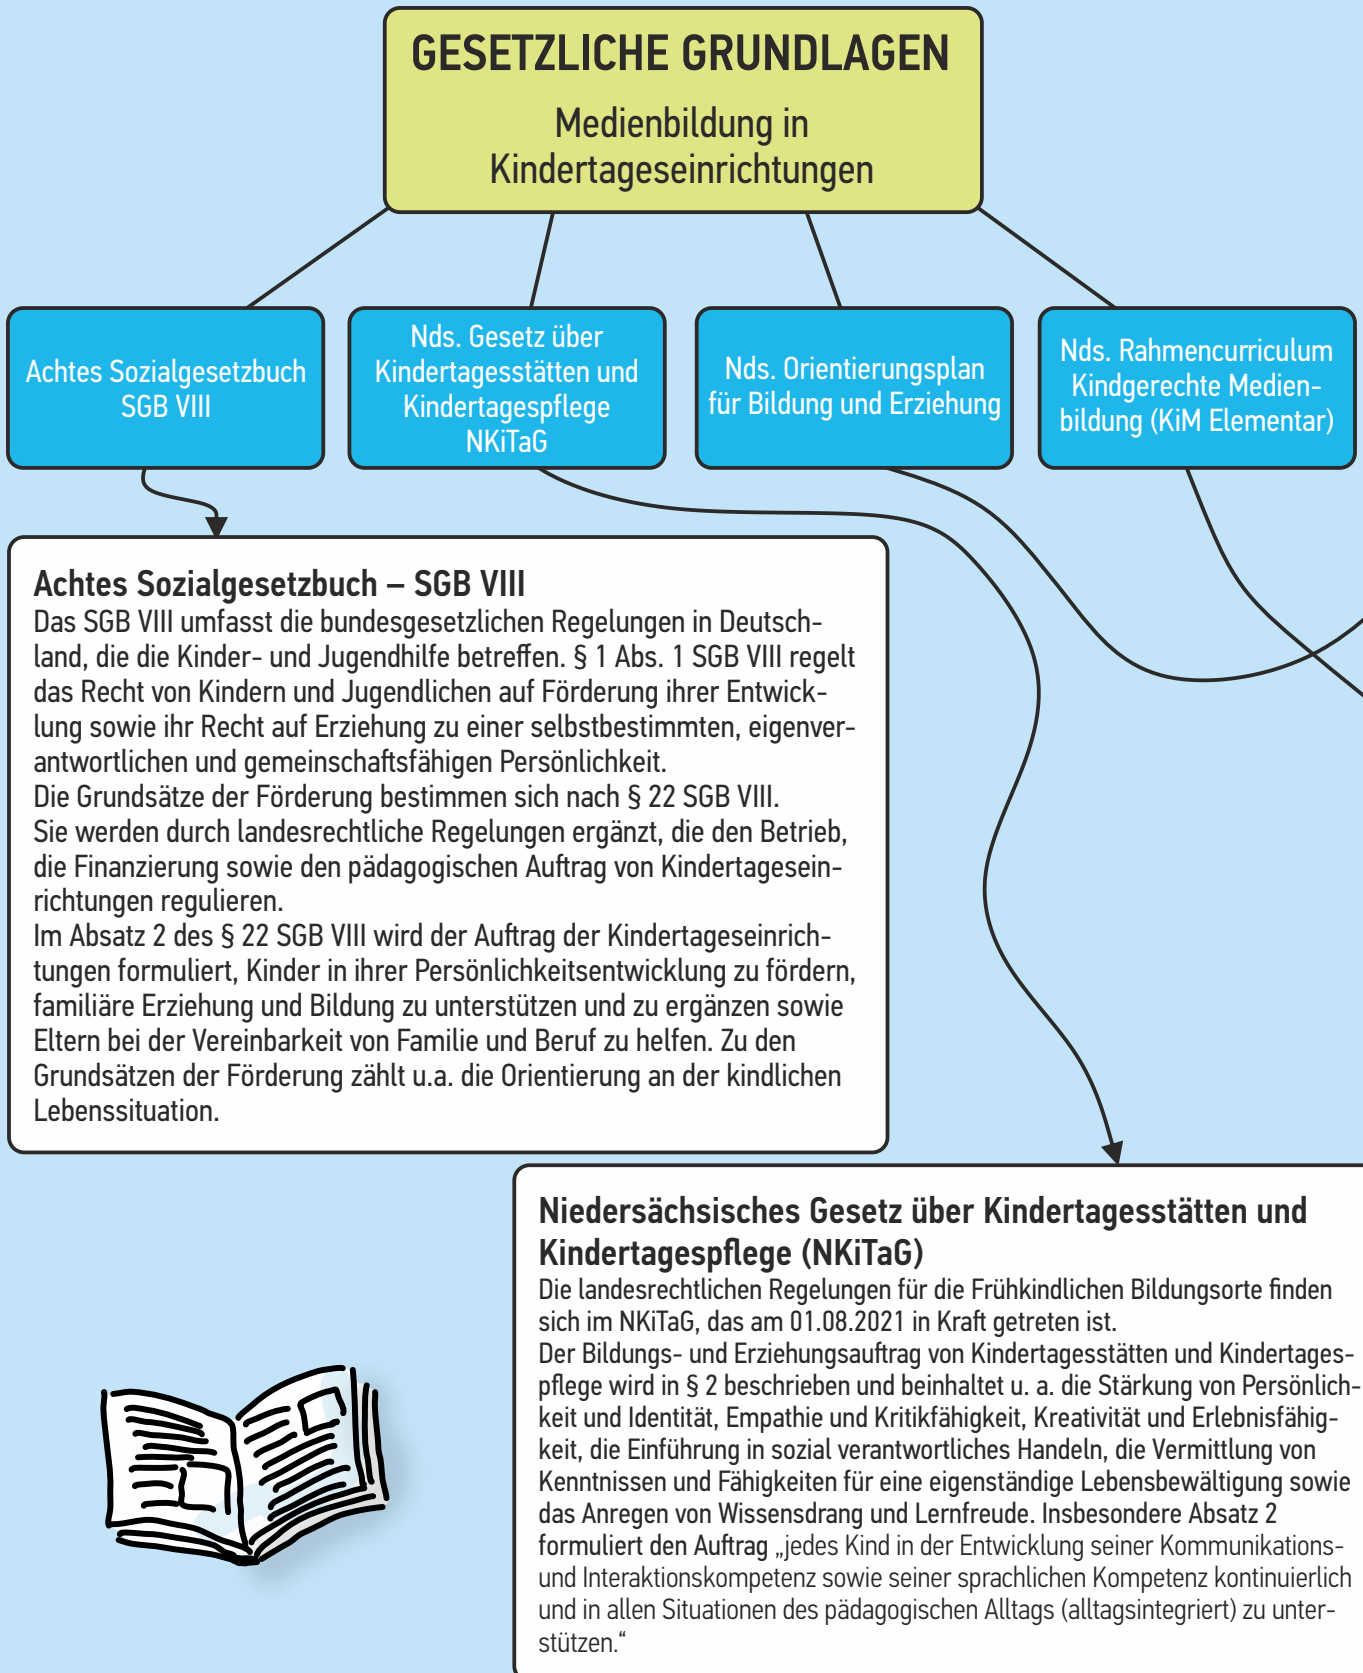 GESETZLICHE GRUNDLAGEN
Medienbildung in
Kindertageseinrichtungen
Achtes Sozialgesetzbuch
SGB VIII
Nds. Gesetz über
Kindertagesstätten und
Kindertagespflege
NKiTaG
Nds. Orientierungsplan
für Bildung und Erziehung
Nds. Rahmencurriculum
Kindgerechte Medien-
bildung (KiM Elementar)
Achtes Sozialgesetzbuch – SGB VIII
Das SGB VIII umfasst die bundesgesetzlichen Regelungen in Deutsch-
land, die die Kinder- und Jugendhilfe betreffen. § 1 Abs. 1 SGB VIII regelt
das Recht von Kindern und Jugendlichen auf Förderung ihrer Entwick-
lung sowie ihr Recht auf Erziehung zu einer selbstbestimmten, eigenver-
antwortlichen und gemeinschaftsfähigen Persönlichkeit.
Die Grundsätze der Förderung bestimmen sich nach § 22 SGB VIII.
Sie werden durch landesrechtliche Regelungen ergänzt, die den Betrieb,
die Finanzierung sowie den pädagogischen Auftrag von Kindertagesein-
richtungen regulieren.
Im Absatz 2 des § 22 SGB VIII wird der Auftrag der Kindertageseinrich-
tungen formuliert, Kinder in ihrer Persönlichkeitsentwicklung zu fördern,
familiäre Erziehung und Bildung zu unterstützen und zu ergänzen sowie
Eltern bei der Vereinbarkeit von Familie und Beruf zu helfen. Zu den
Grundsätzen der Förderung zählt u.a. die Orientierung an der kindlichen
Lebenssituation.
Niedersächsisches Gesetz über Kindertagesstätten und
Kindertagespflege (NKiTaG)
Die landesrechtlichen Regelungen für die Frühkindlichen Bildungsorte finden
sich im NKiTaG, das am 01.08.2021 in Kraft getreten ist.
Der Bildungs- und Erziehungsauftrag von Kindertagesstätten und Kindertages-
pflege wird in § 2 beschrieben und beinhaltet u. a. die Stärkung von Persönlich-
keit und Identität, Empathie und Kritikfähigkeit, Kreativität und Erlebnisfähig-
keit, die Einführung in sozial verantwortliches Handeln, die Vermittlung von
Kenntnissen und Fähigkeiten für eine eigenständige Lebensbewältigung sowie
das Anregen von Wissensdrang und Lernfreude. Insbesondere Absatz 2
formuliert den Auftrag „jedes Kind in der Entwicklung seiner Kommunikations-
und Interaktionskompetenz sowie seiner sprachlichen Kompetenz kontinuierlich
und in allen Situationen des pädagogischen Alltags (alltagsintegriert) zu unter-
stützen.“